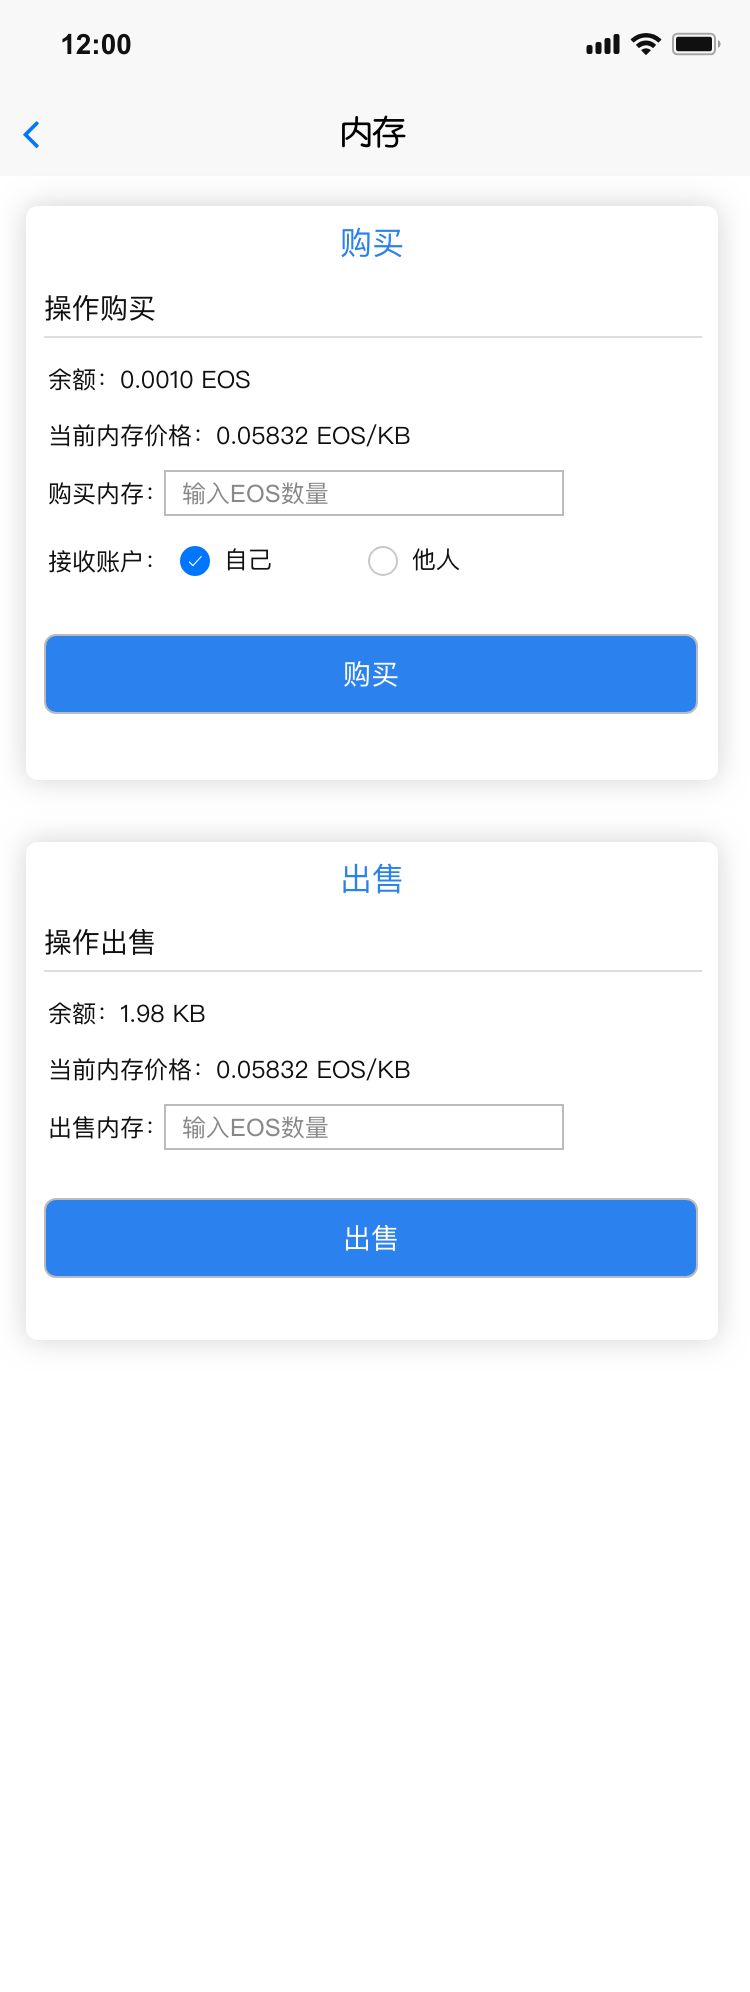 12:00
内存
购买
操作购买
余额：0.0010 EOS
当前内存价格：0.05832 EOS/KB
购买内存：输入EOS数量
接收账户：自己 他人
购买
出售
操作出售
余额：1.98 KB
当前内存价格：0.05832 EOS/KB
出售内存：输入EOS数量
出售